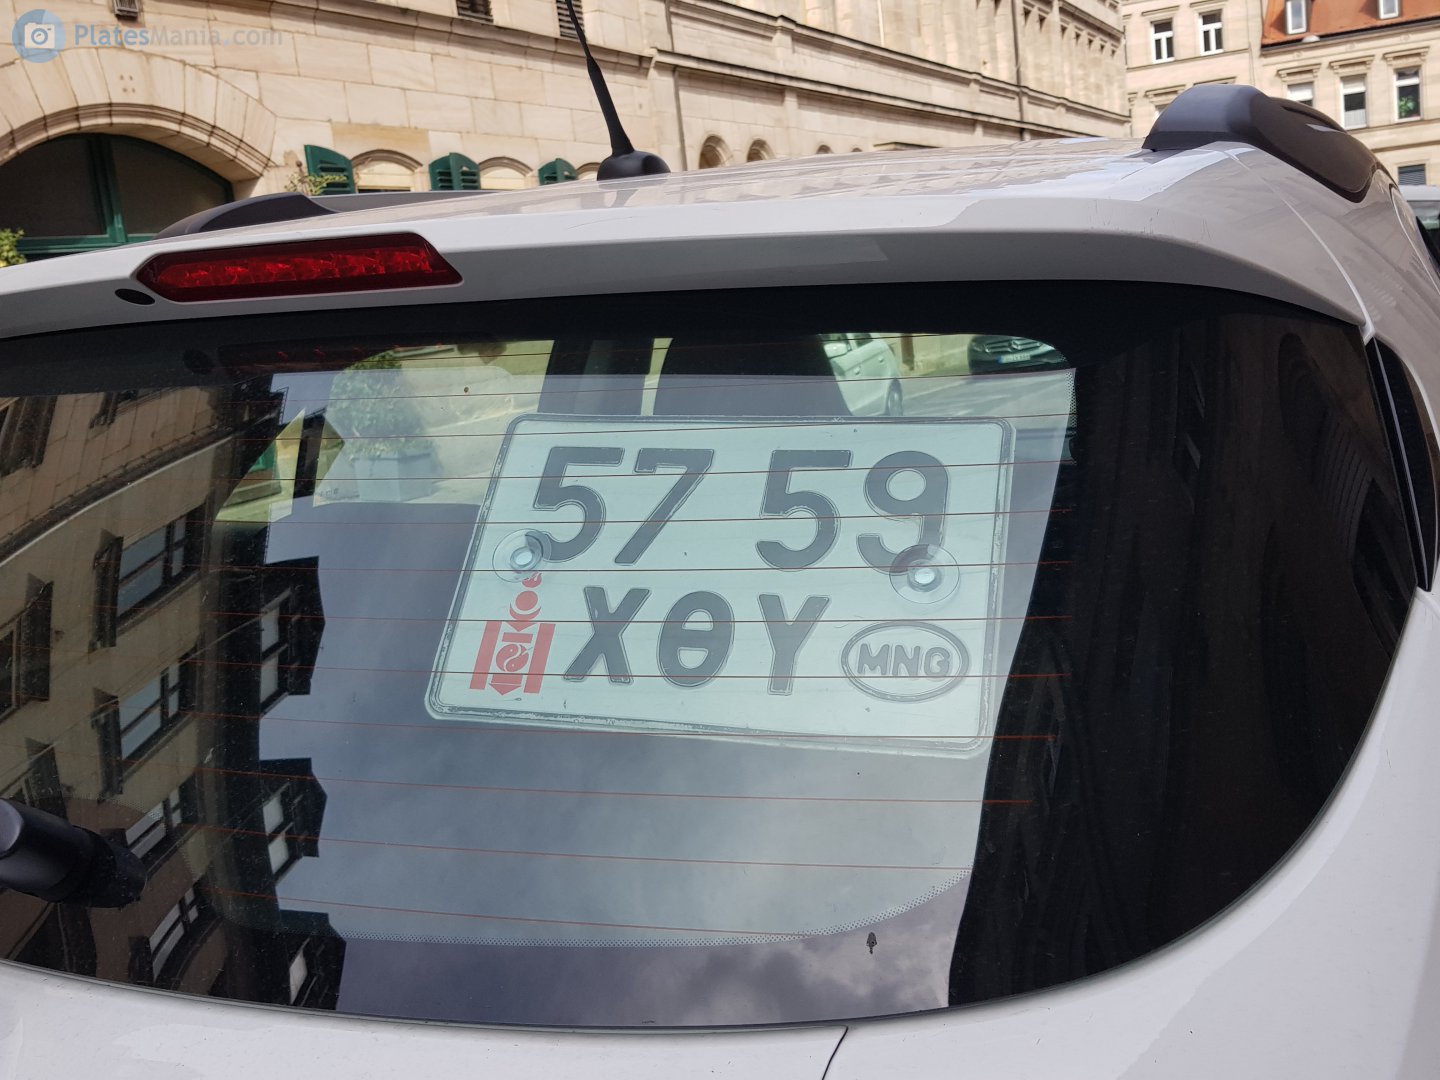 PlatesMania.com
57 59
ХӨҮ MNG